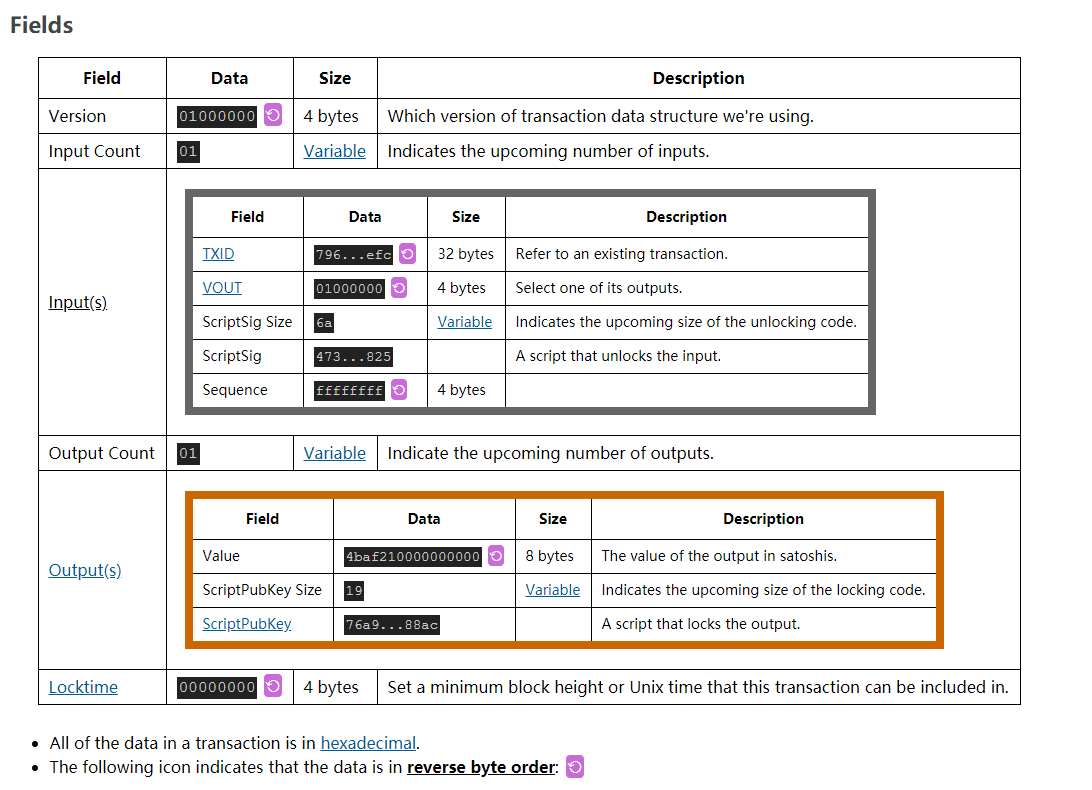 Fields
Field Data Size Description
Version 01000000 4 bytes Which version of transaction data structure we're using.
Input Count 01 Variable Indicates the upcoming number of inputs.
Input(s)
Field Data Size Description
TXID 796...efc 32 bytes Refer to an existing transaction.
VOUT 01000000 4 bytes Select one of its outputs.
ScriptSig Size 6a Variable Indicates the upcoming size of the unlocking code.
ScriptSig 473...825 A script that unlocks the input.
Sequence ffffffff 4 bytes
Output Count 01 Variable Indicate the upcoming number of outputs.
Output(s)
Field Data Size Description
Value 4baf210000000000 8 bytes The value of the output in satoshis.
ScriptPubKey Size 19 Variable Indicates the upcoming size of the locking code.
ScriptPubKey 76a9...88ac A script that locks the output.
Locktime 00000000 4 bytes Set a minimum block height or Unix time that this transaction can be included in.
• All of the data in a transaction is in hexadecimal.
• The following icon indicates that the data is in reverse byte order: